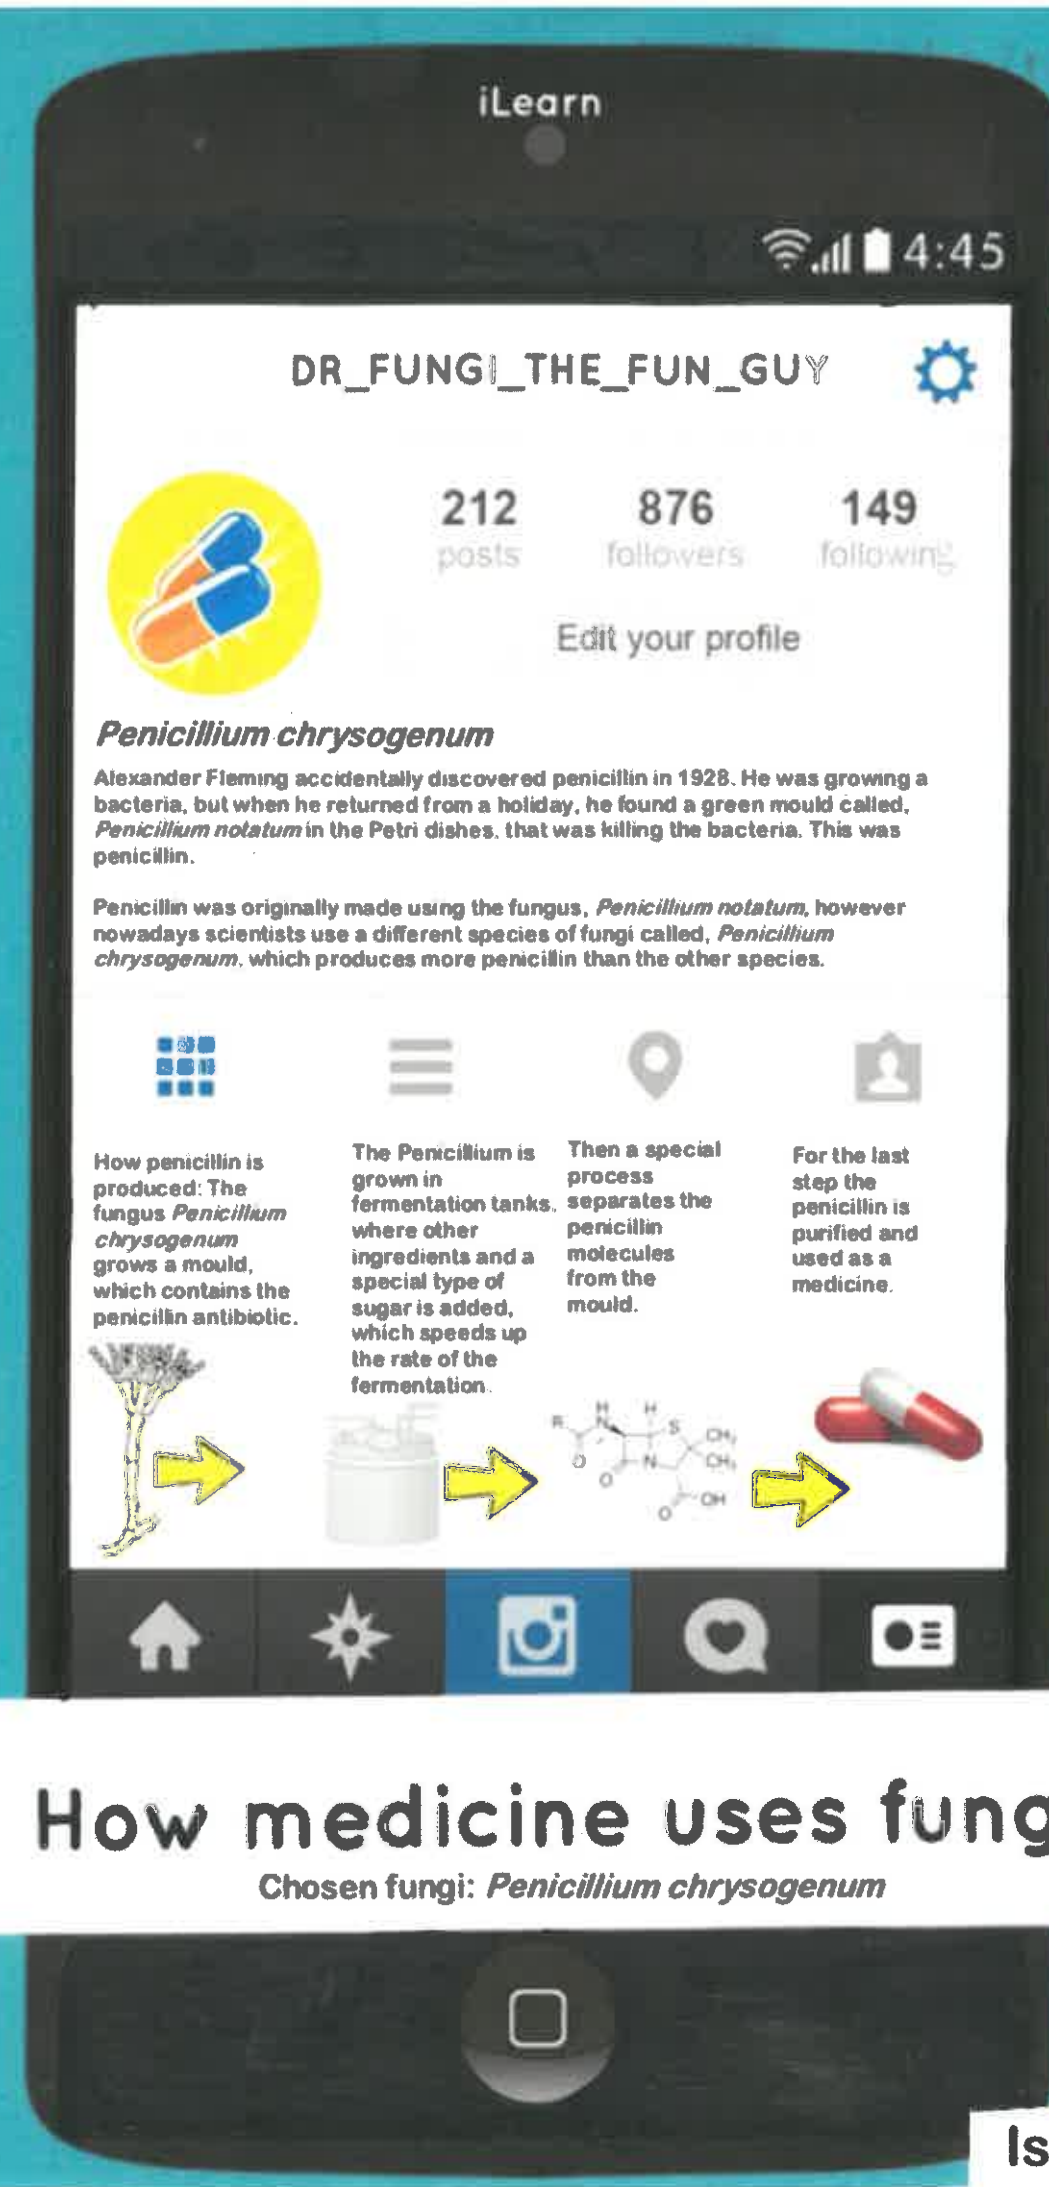 iLearn
4:45
DR_FUNGI_THE_FUN_GUY
212
posts
876
followers
149
following
Edit your profile
Penicillium chrysogenum
Alexander Fleming accidentally discovered penicillin in 1928. He was growing a
bacteria, but when he returned from a holiday, he found a green mould called,
Penicillium notatum in the Petri dishes, that was killing the bacteria. This was
penicillin.
Penicillin was originally made using the fungus, Penicillium notatum, however
nowadays scientists use a different species of fungi called, Penicillium
chrysogenum, which produces more penicillin than the other species.
How penicillin is
produced: The
fungus Penicillium
chrysogenum
grows a mould,
which contains the
penicillin antibiotic.
The Penicillium is
grown in
fermentation tanks,
where other
ingredients and a
special type of
sugar is added,
which speeds up
the rate of the
fermentation.
Then a special
process
separates the
penicillin
molecules
from the
mould.
For the last
step the
penicillin is
purified and
used as a
medicine.
R
H
N
O
H
S
CH₃
CH₃
N
O
O
OH
How medicine uses fung
Chosen fungi: Penicillium chrysogenum
Is